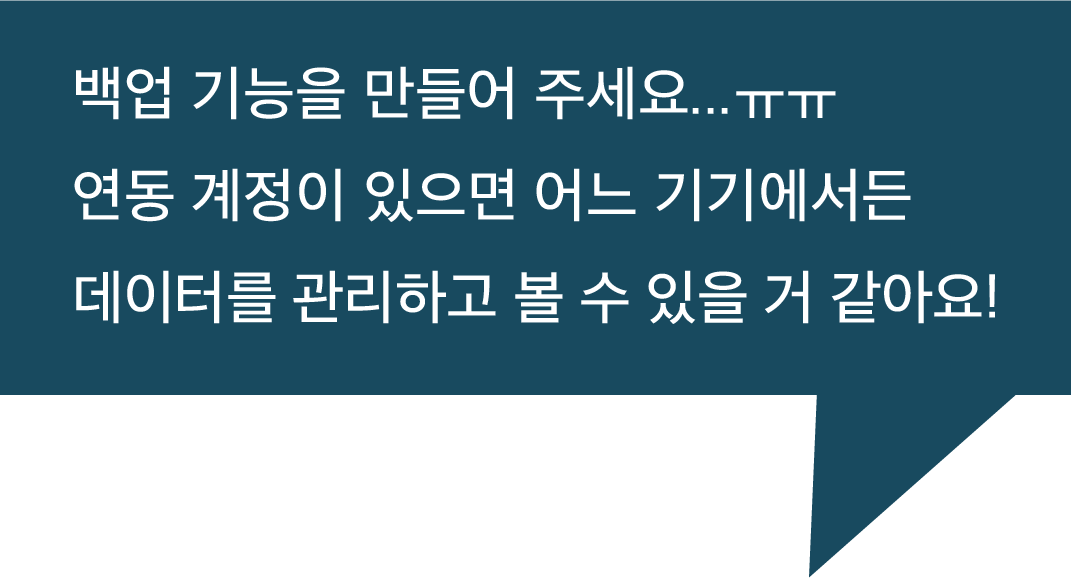 백업 기능을 만들어 주세요...ㅠㅠ
연동 계정이 있으면 어느 기기에서든
데이터를 관리하고 볼 수 있을 거 같아요!